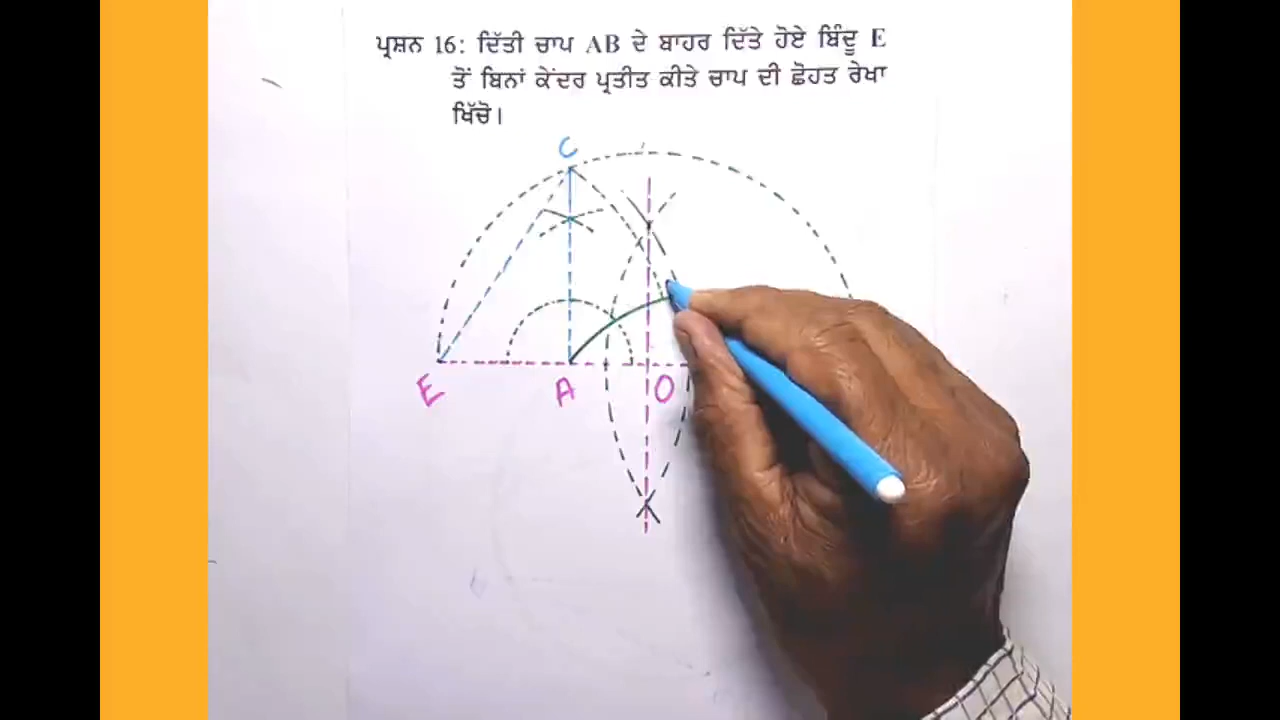 ਪ੍ਰਸ਼ਨ 16: ਦਿੱਤੀ ਚਾਪ AB ਦੇ ਬਾਹਰ ਦਿੱਤੇ ਹੋਏ ਬਿੰਦੂ E
ਤੋਂ ਬਿਨਾਂ ਕੇਂਦਰ ਪ੍ਰਤੀਤ ਕੀਤੇ ਚਾਪ ਦੀ ਛੋਹਤ ਰੇਖਾ
ਖਿੱਚੋ।
C
E A O